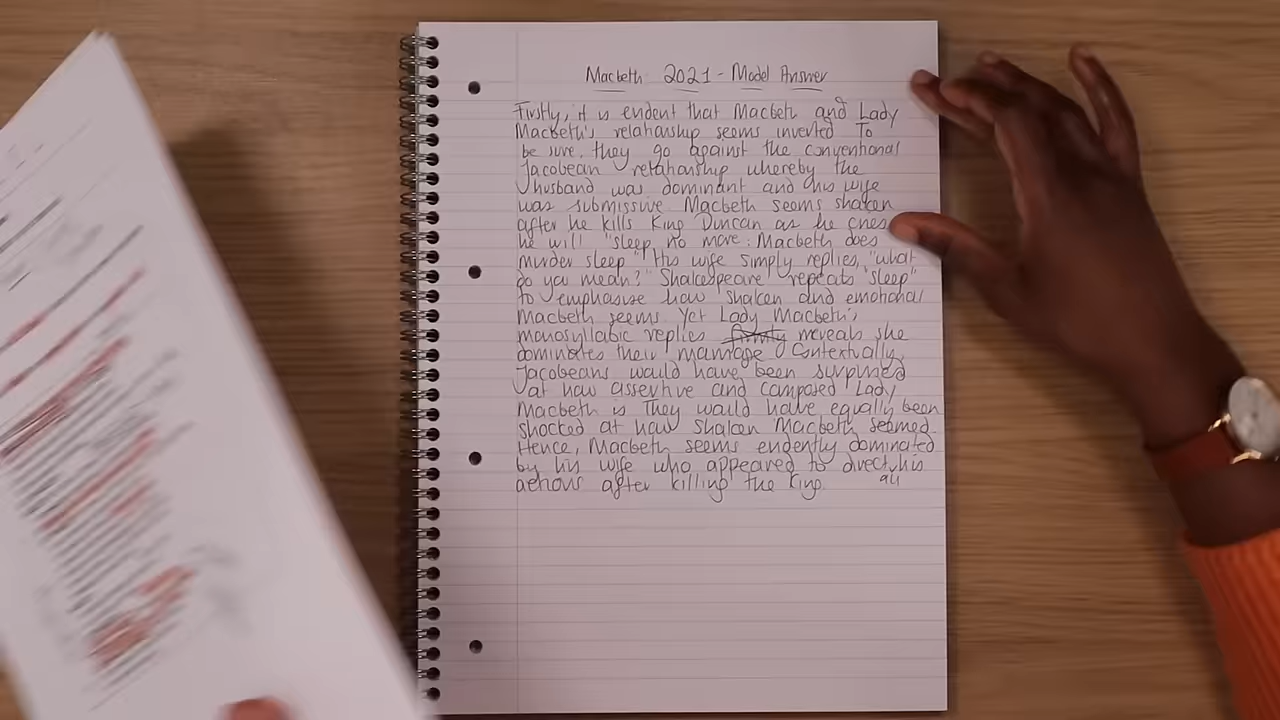 Macbeth 2021 - Model Answer
Firstly, it is evident that Macbeth and Lady
Macbeth's relationship seems inverted To
be sure, they go against the conventional
Jacobean relationship whereby the
husband was dominant and his wife
was submissive. Macbeth seems shaken
after he kills King Duncan as he cries
he will "sleep no more: Macbeth does
murder sleep" His wife simply replies, "what
do you mean?" Shakespeare repeats "sleep"
to emphasise how shaken and emotional
Macbeth seems. Yet Lady Macbeth's
monosyllabic replies reveals she
dominates their marriage. Contextually,
Jacobeans would have been surprised
at how assertive and composed Lady
Macbeth is They would have equally been
shocked at how shaken Macbeth seemed.
Hence, Macbeth seems evidently dominated
by his wife who appeared to direct his
actions after killing the King